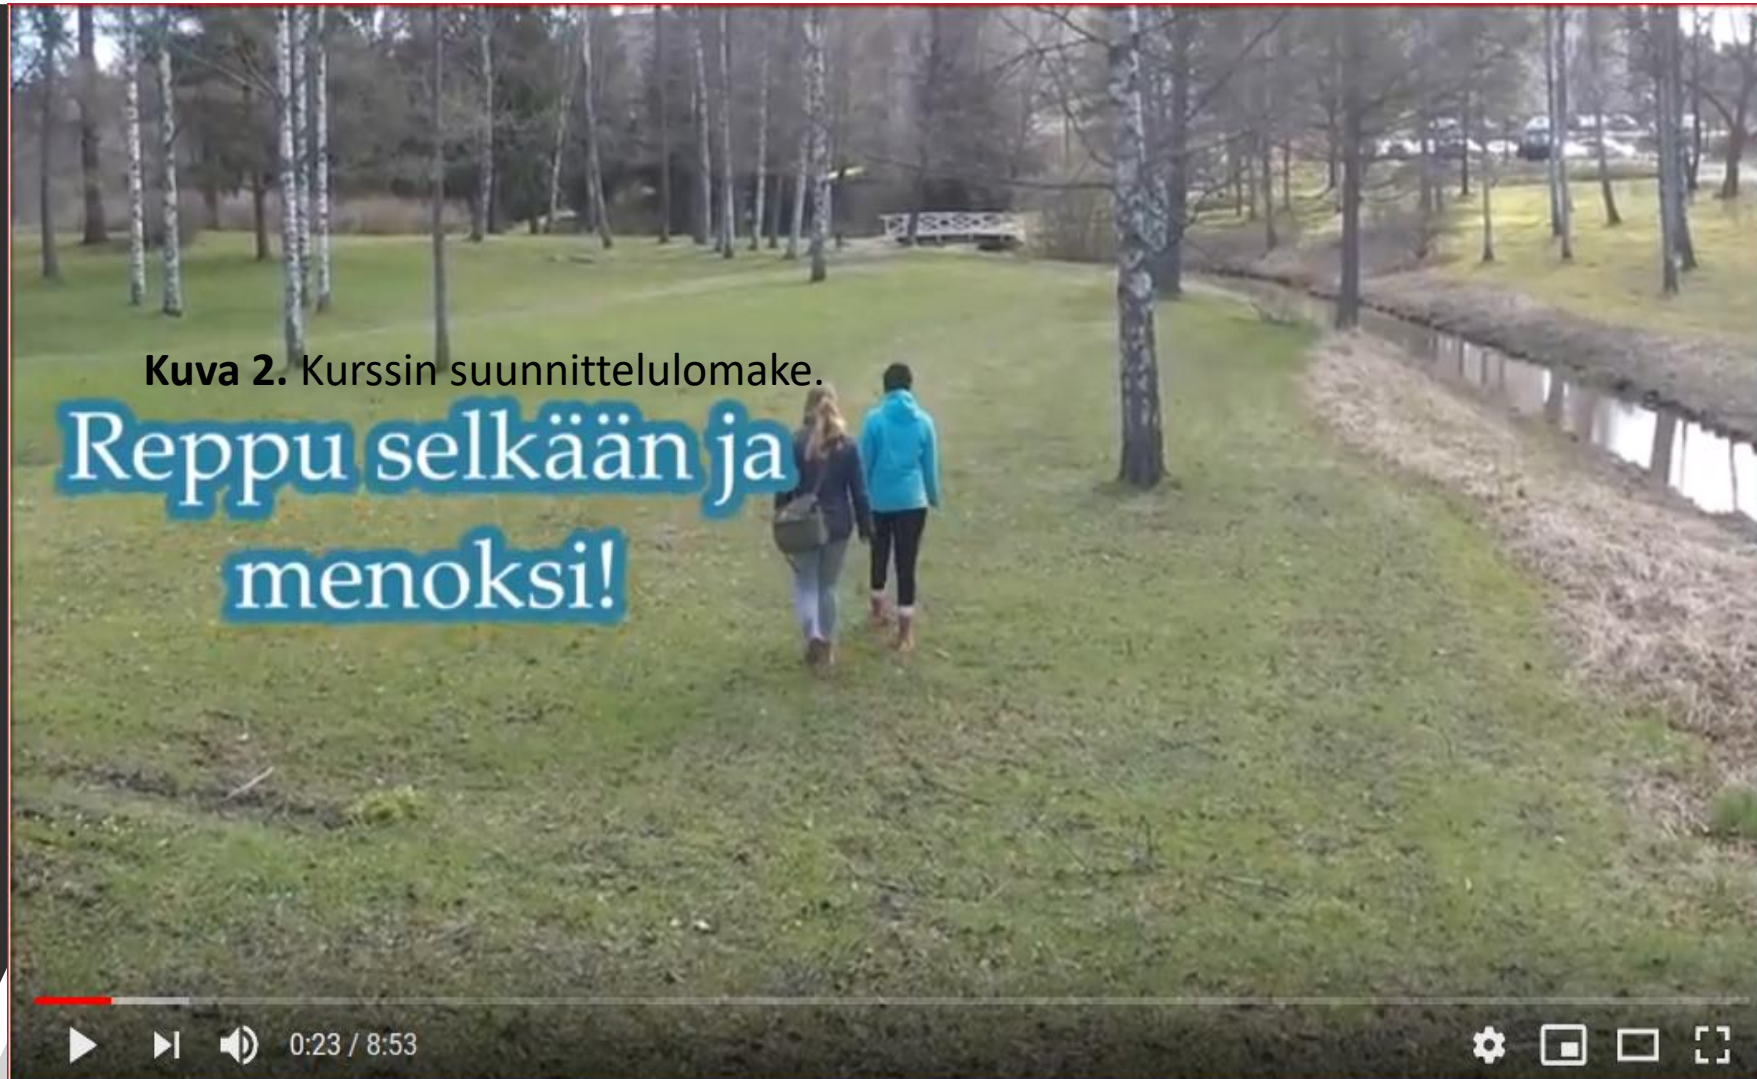 Kuva 2. Kurssin suunnittelulomake.
Reppu selkään ja
menoksi!
0:23 / 8:53